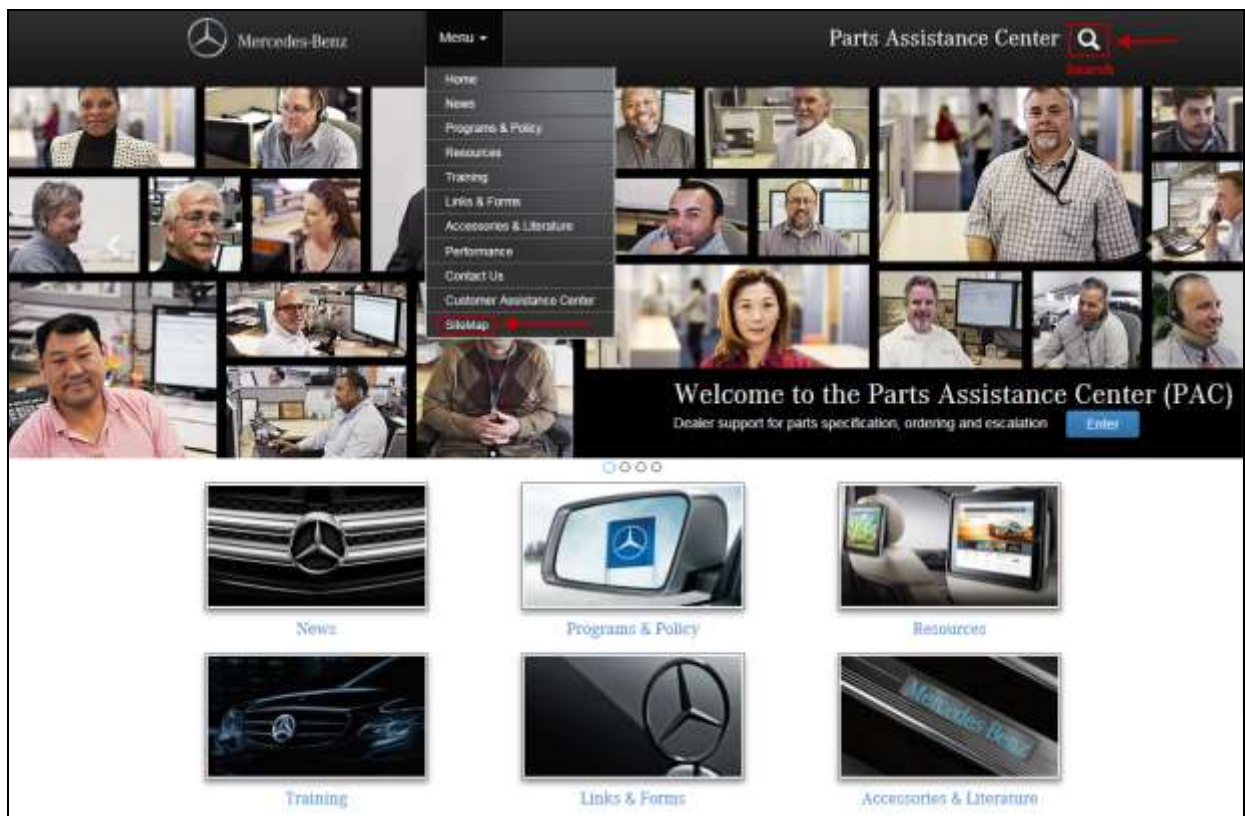 Mercedes-Benz
Menu
Parts Assistance Center
Search
Home
News
Programs & Policy
Resources
Training
Links & Forms
Accessories & Literature
Performance
Contact Us
Customer Assistance Center
SiteMap
Welcome to the Parts Assistance Center (PAC)
Dealer support for parts specification, ordering and escalation
Enter
News
Programs & Policy
Resources
Mercedes-Benz
Training
Links & Forms
Accessories & Literature